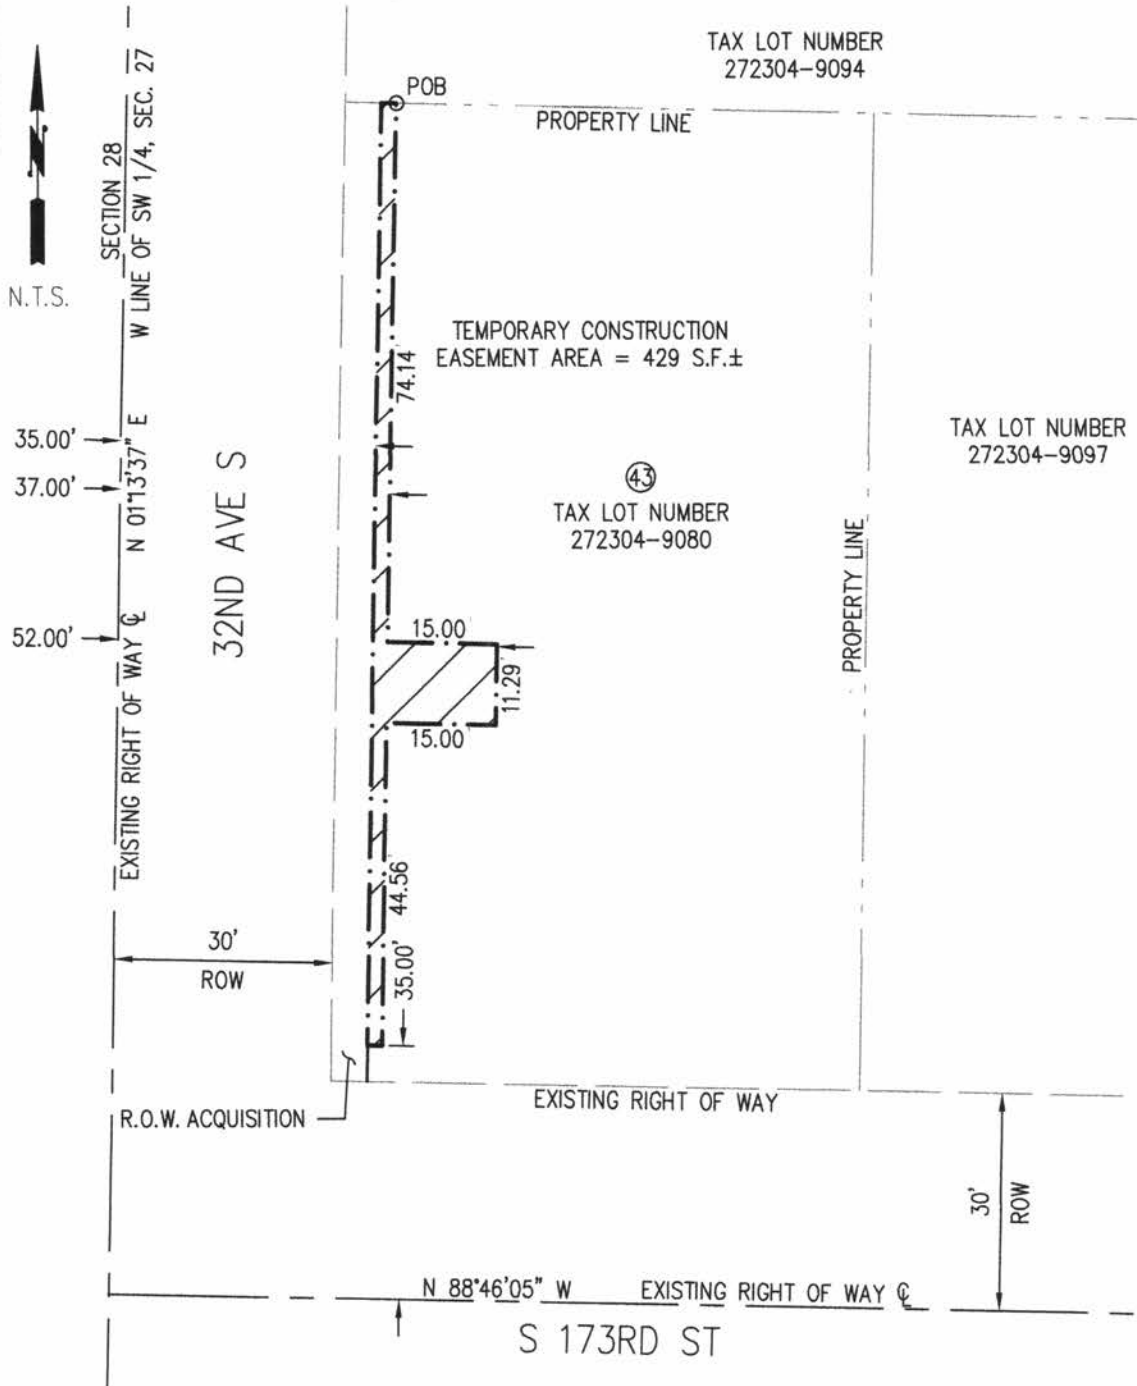 TAX LOT NUMBER
272304-9094
POB
PROPERTY LINE
SECTION 28
W LINE OF SW 1/4, SEC. 27
N
N.T.S.
TEMPORARY CONSTRUCTION
EASEMENT AREA = 429 S.F.±
74.14'
35.00'
37.00'
N 01°13'37" E
32ND AVE S
TAX LOT NUMBER
272304-9097
43
TAX LOT NUMBER
272304-9080
PROPERTY LINE
52.00'
EXISTING RIGHT OF WAY ℄
15.00'
11.29'
15.00'
44.56'
30'
ROW
35.00'
R.O.W. ACQUISITION
EXISTING RIGHT OF WAY
30'
ROW
N 88°46'05" W EXISTING RIGHT OF WAY ℄
S 173RD ST